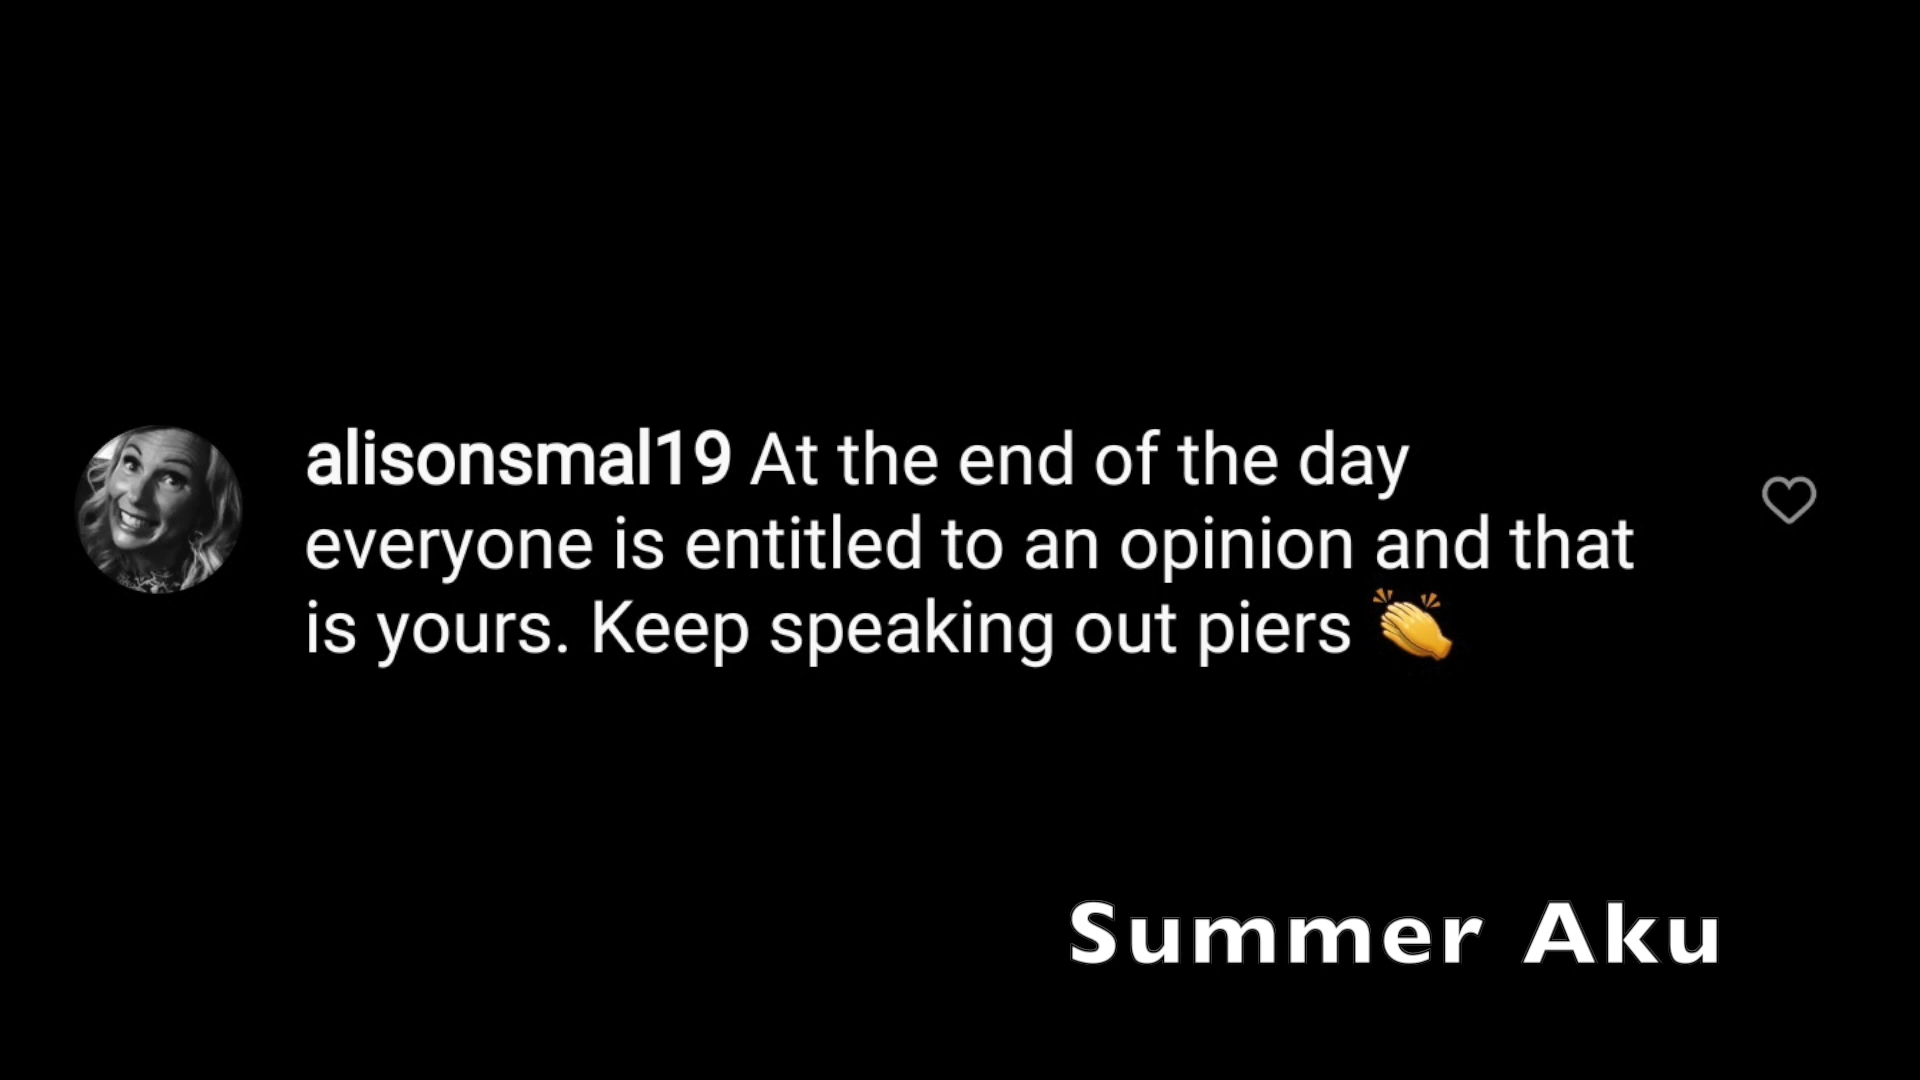 alisonsmal19 At the end of the day
everyone is entitled to an opinion and that
is yours. Keep speaking out piers 👏
Summer Aku